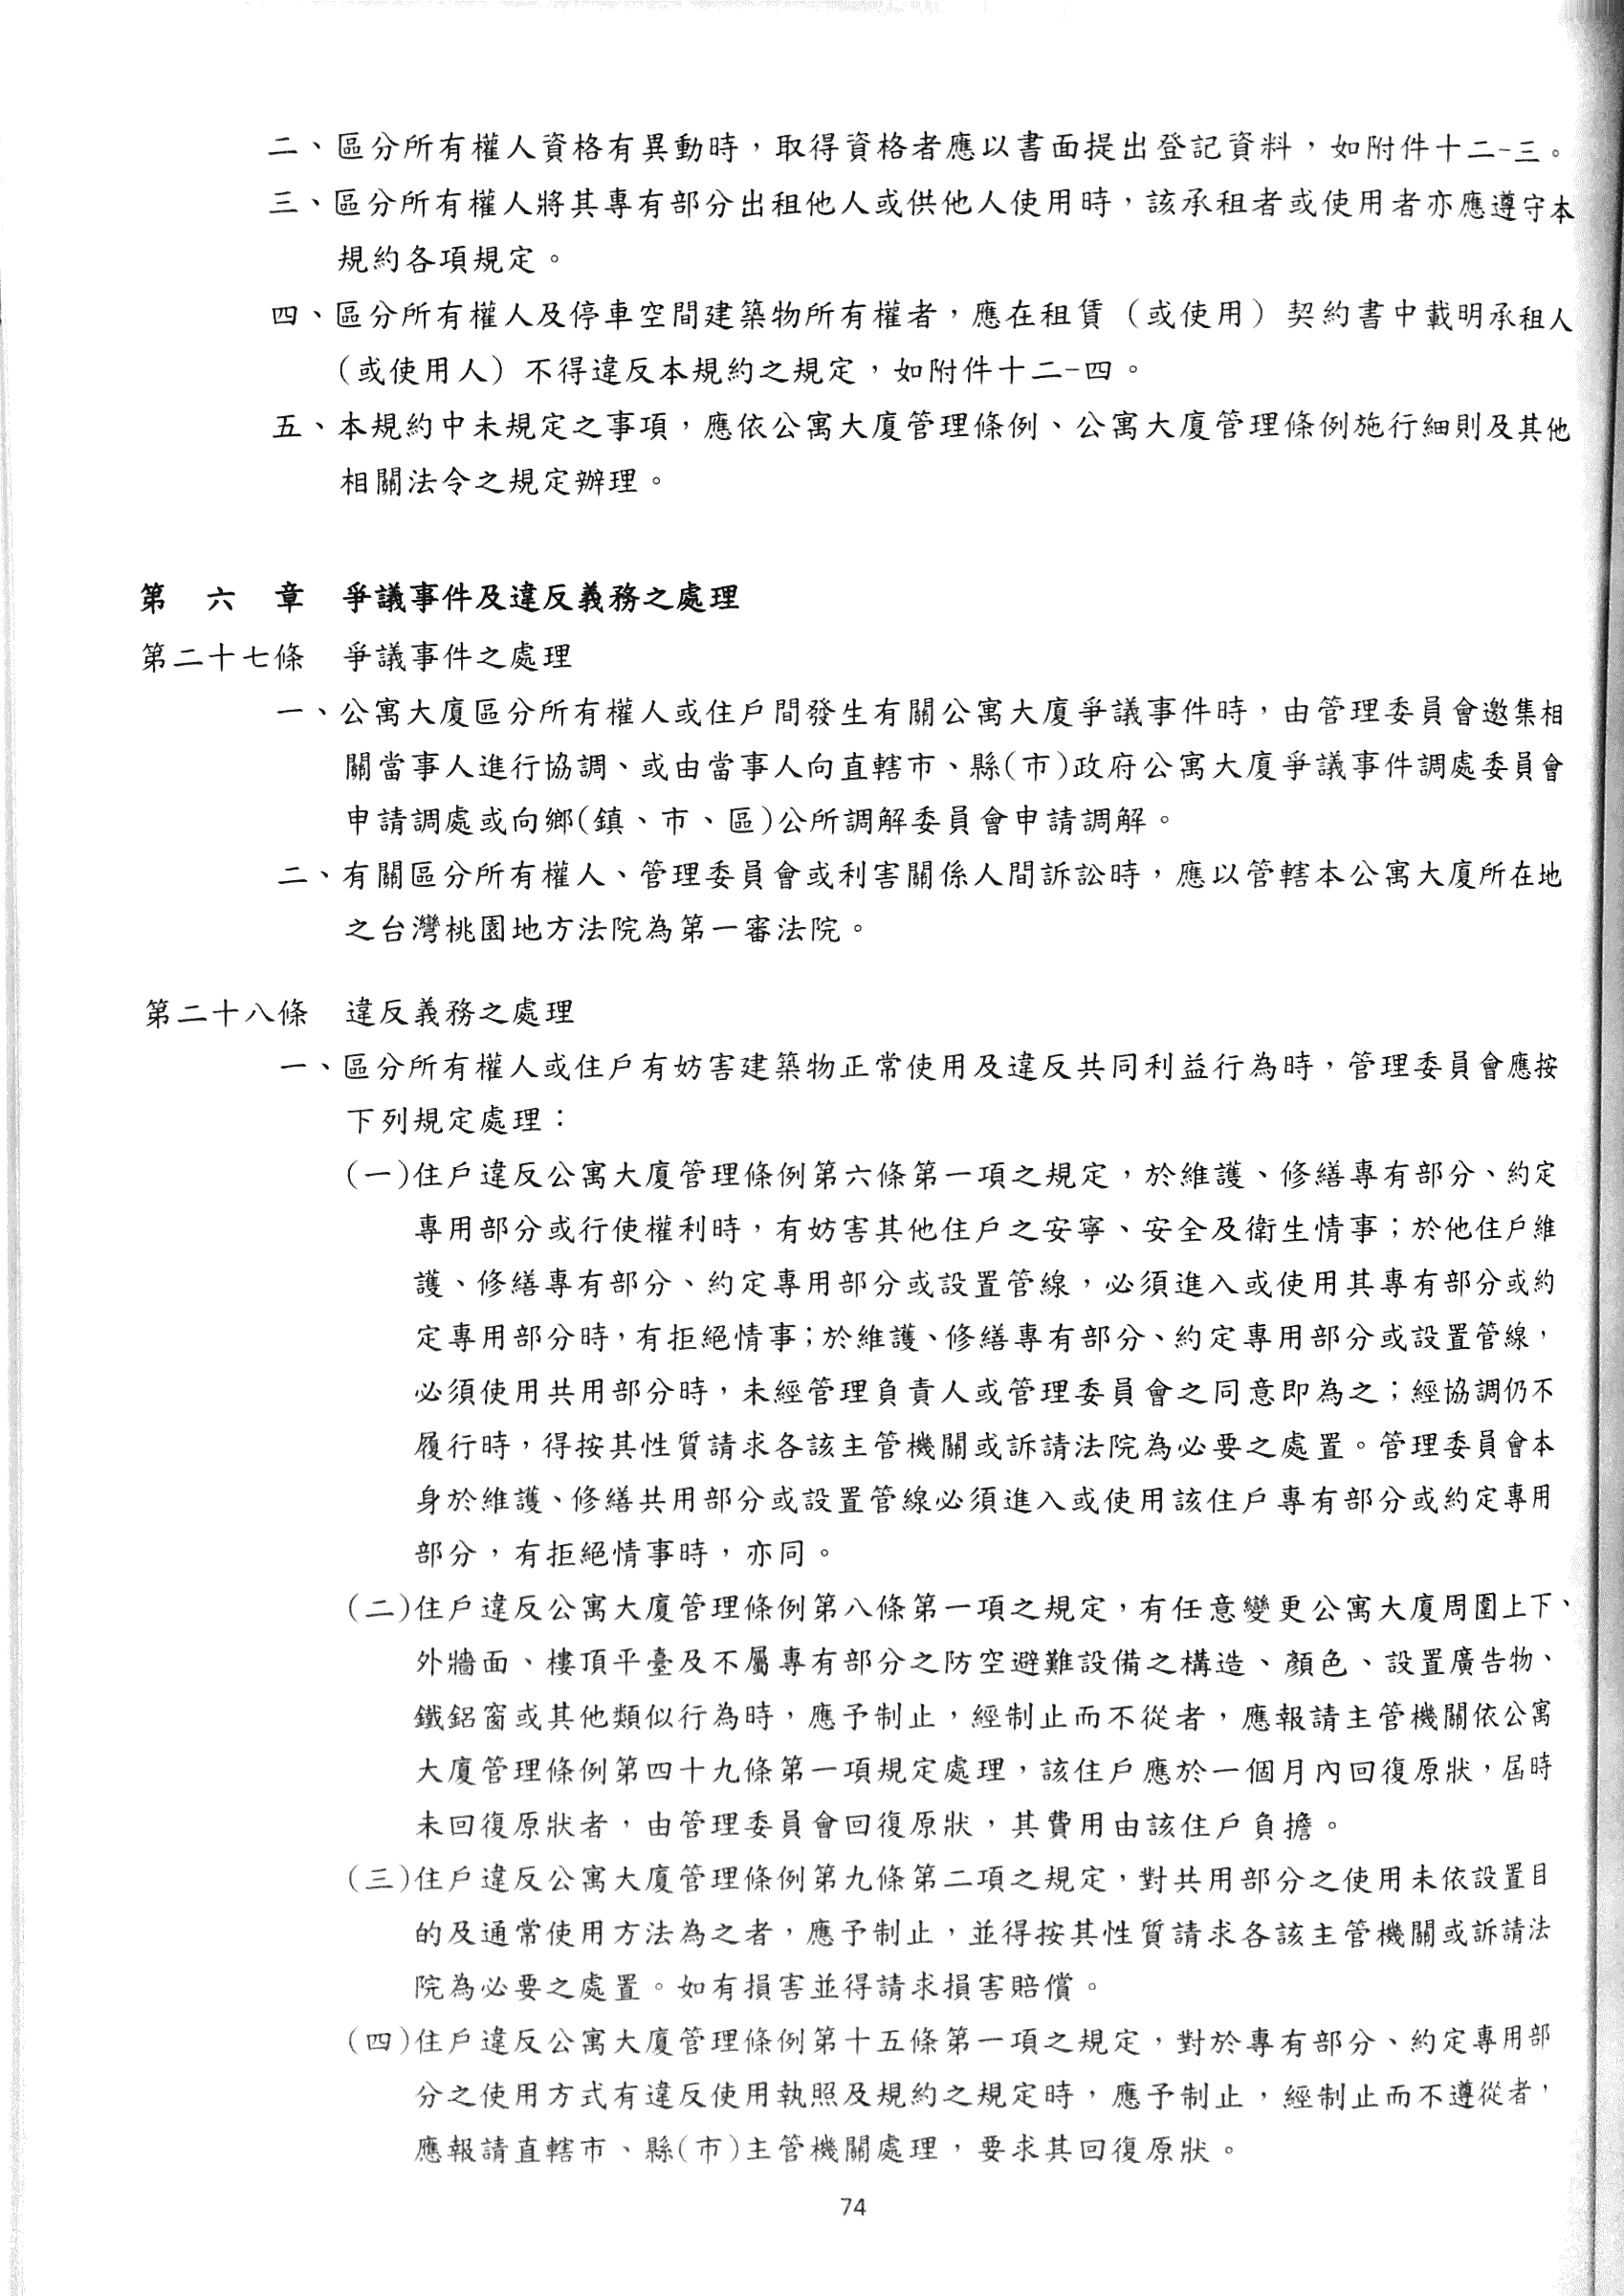 二、區分所有權人資格有異動時，取得資格者應以書面提出登記資料，如附件十二-三。
三、區分所有權人將其專有部分出租他人或供他人使用時，該承租者或使用者亦應遵守本
規約各項規定。
四、區分所有權人及停車空間建築物所有權者，應在租賃（或使用）契約書中載明承租人
（或使用人）不得違反本規約之規定，如附件十二-四。
五、本規約中未規定之事項，應依公寓大廈管理條例、公寓大廈管理條例施行細則及其他
相關法令之規定辦理。
第六章 爭議事件及違反義務之處理
第二十七條 爭議事件之處理
一、公寓大廈區分所有權人或住戶間發生有關公寓大廈爭議事件時，由管理委員會邀集相
關當事人進行協調、或由當事人向直轄市、縣(市)政府公寓大廈爭議事件調處委員會
申請調處或向鄉(鎮、市、區)公所調解委員會申請調解。
二、有關區分所有權人、管理委員會或利害關係人間訴訟時，應以管轄本公寓大廈所在地
之台灣桃園地方法院為第一審法院。
第二十八條 違反義務之處理
一、區分所有權人或住戶有妨害建築物正常使用及違反共同利益行為時，管理委員會應按
下列規定處理：
(一)住戶違反公寓大廈管理條例第六條第一項之規定，於維護、修繕專有部分、約定
專用部分或行使權利時，有妨害其他住戶之安寧、安全及衛生情事；於他住戶維
護、修繕專有部分、約定專用部分或設置管線，必須進入或使用其專有部分或約
定專用部分時，有拒絕情事；於維護、修繕專有部分、約定專用部分或設置管線，
必須使用共用部分時，未經管理負責人或管理委員會之同意即為之；經協調仍不
履行時，得按其性質請求各該主管機關或訴請法院為必要之處置。管理委員會本
身於維護、修繕共用部分或設置管線必須進入或使用該住戶專有部分或約定專用
部分，有拒絕情事時，亦同。
(二)住戶違反公寓大廈管理條例第八條第一項之規定，有任意變更公寓大廈周圍上下、
外牆面、樓頂平臺及不屬專有部分之防空避難設備之構造、顏色、設置廣告物、
鐵鋁窗或其他類似行為時，應予制止，經制止而不從者，應報請主管機關依公寓
大廈管理條例第四十九條第一項規定處理，該住戶應於一個月內回復原狀，屆時
未回復原狀者，由管理委員會回復原狀，其費用由該住戶負擔。
(三)住戶違反公寓大廈管理條例第九條第二項之規定，對共用部分之使用未依設置目
的及通常使用方法為之者，應予制止，並得按其性質請求各該主管機關或訴請法
院為必要之處置。如有損害並得請求損害賠償。
(四)住戶違反公寓大廈管理條例第十五條第一項之規定，對於專有部分、約定專用部
分之使用方式有違反使用執照及規約之規定時，應予制止，經制止而不遵從者，
應報請直轄市、縣(市)主管機關處理，要求其回復原狀。
74